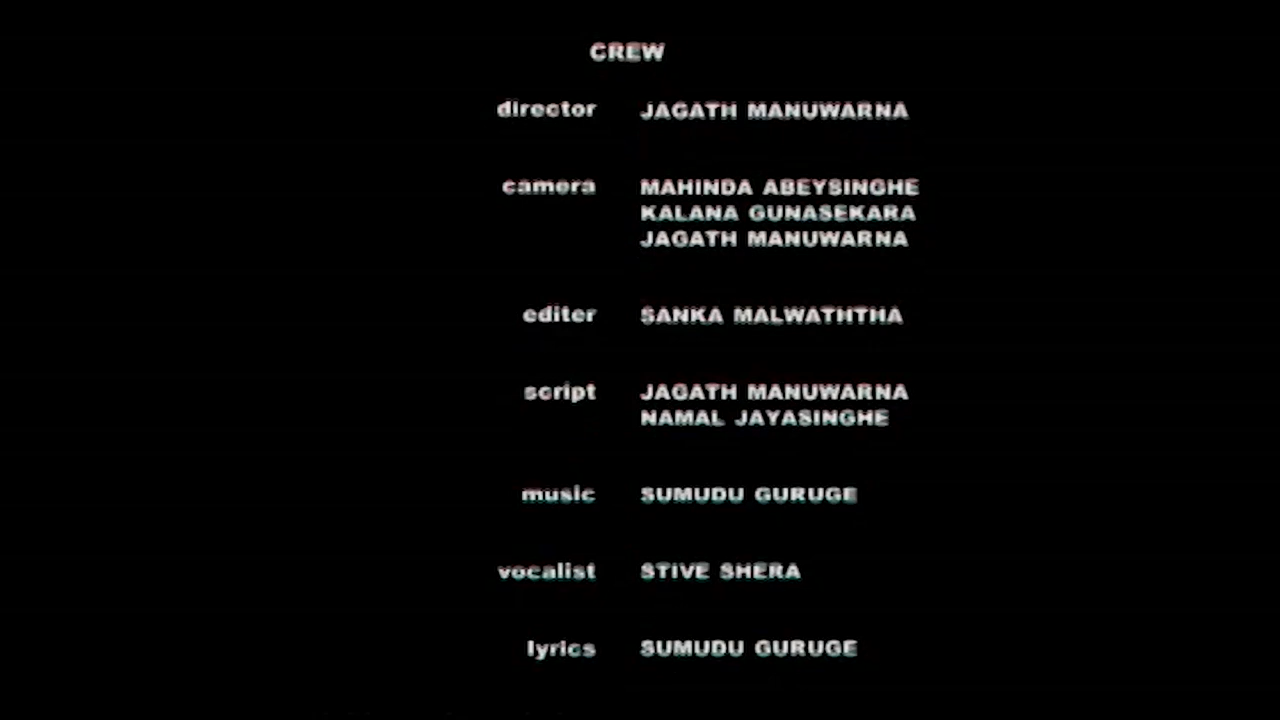 CREW
director JAGATH MANUWARNA
camera MAHINDA ABEYSINGHE
KALANA GUNASEKARA
JAGATH MANUWARNA
editer SANKA MALWATHTHA
script JAGATH MANUWARNA
NAMAL JAYASINGHE
music SUMUDU GURUGE
vocalist STIVE SHERA
lyrics SUMUDU GURUGE